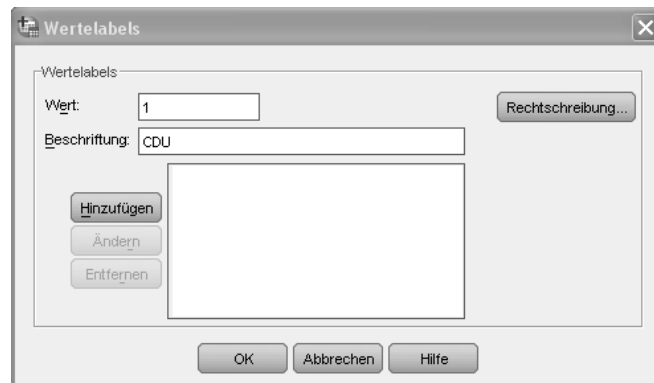 Wertelabels
Wertelabels
Wert: 1
Rechtschreibung...
Beschriftung: CDU
Hinzufügen
Ändern
Entfernen
OK Abbrechen Hilfe